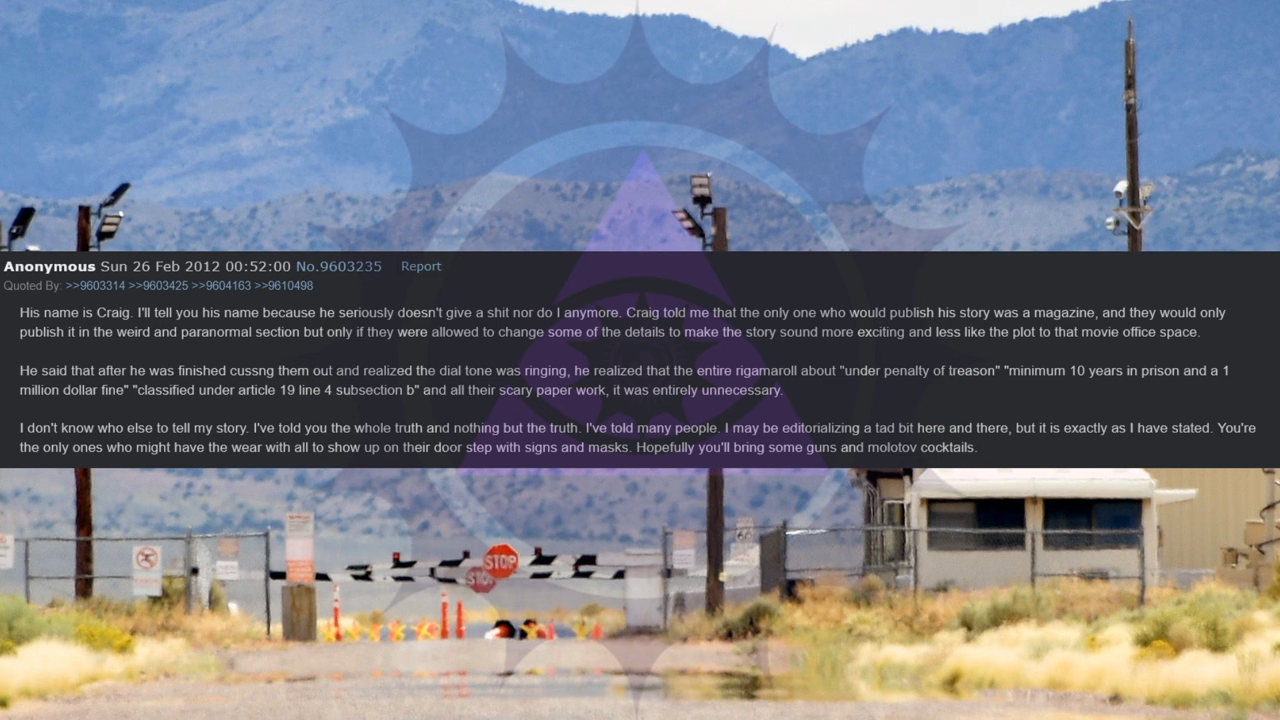 Anonymous Sun 26 Feb 2012 00:52:00 No.9603235 Report
Quoted By: >>9603314 >>9603425 >>9604163 >>9610498
His name is Craig. I'll tell you his name because he seriously doesn't give a shit nor do I anymore. Craig told me that the only one who would publish his story was a magazine, and they would only
publish it in the weird and paranormal section but only if they were allowed to change some of the details to make the story sound more exciting and less like the plot to that movie office space.
He said that after he was finished cussng them out and realized the dial tone was ringing, he realized that the entire rigamaroll about "under penalty of treason" "minimum 10 years in prison and a 1
million dollar fine" "classified under article 19 line 4 subsection b" and all their scary paper work, it was entirely unnecessary.
I don't know who else to tell my story. I've told you the whole truth and nothing but the truth. I've told many people. I may be editorializing a tad bit here and there, but it is exactly as I have stated. You're
the only ones who might have the wear with all to show up on their door step with signs and masks. Hopefully you'll bring some guns and molotov cocktails.
STOP
STOP